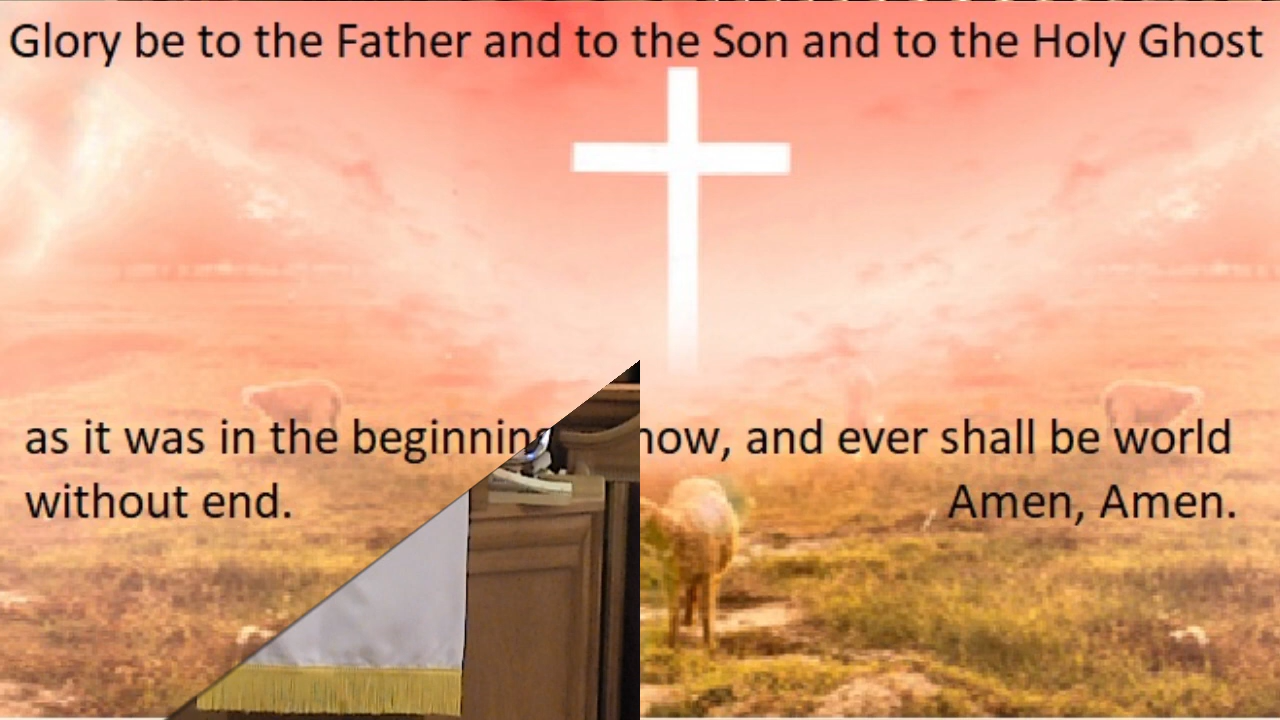 Glory be to the Father and to the Son and to the Holy Ghost
as it was in the beginning now, and ever shall be world
without end. Amen, Amen.